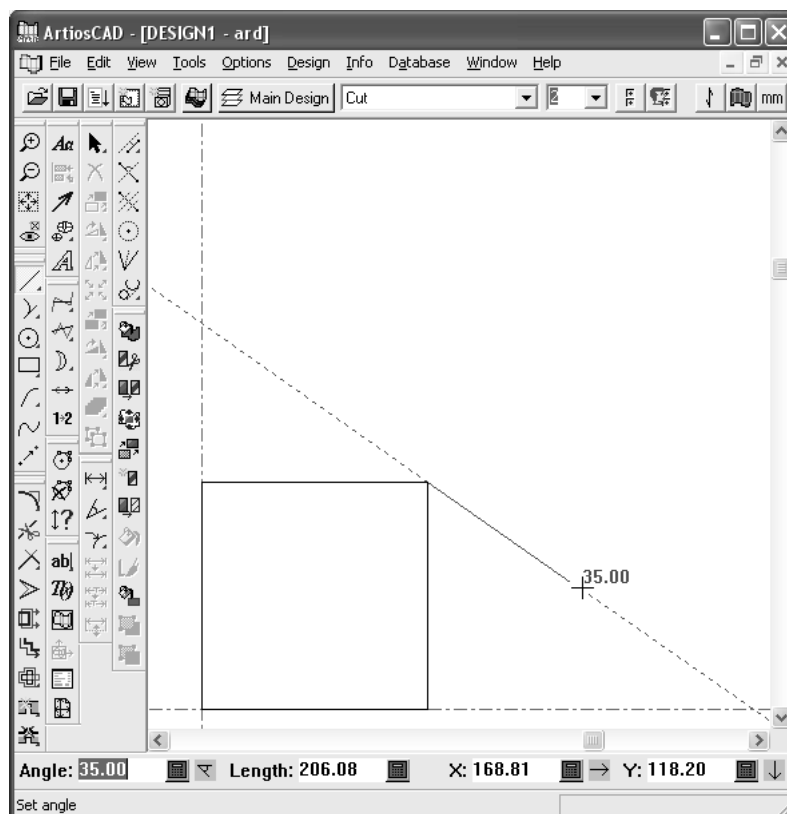 ArtiosCAD - [DESIGN1 - ard]
File Edit View Tools Options Design Info Database Window Help
Main Design Cut 2 mm
Aa
A
1:2
ab|
35.00
Angle: 35.00 Length: 206.08 X: 168.81 Y: 118.20
Set angle